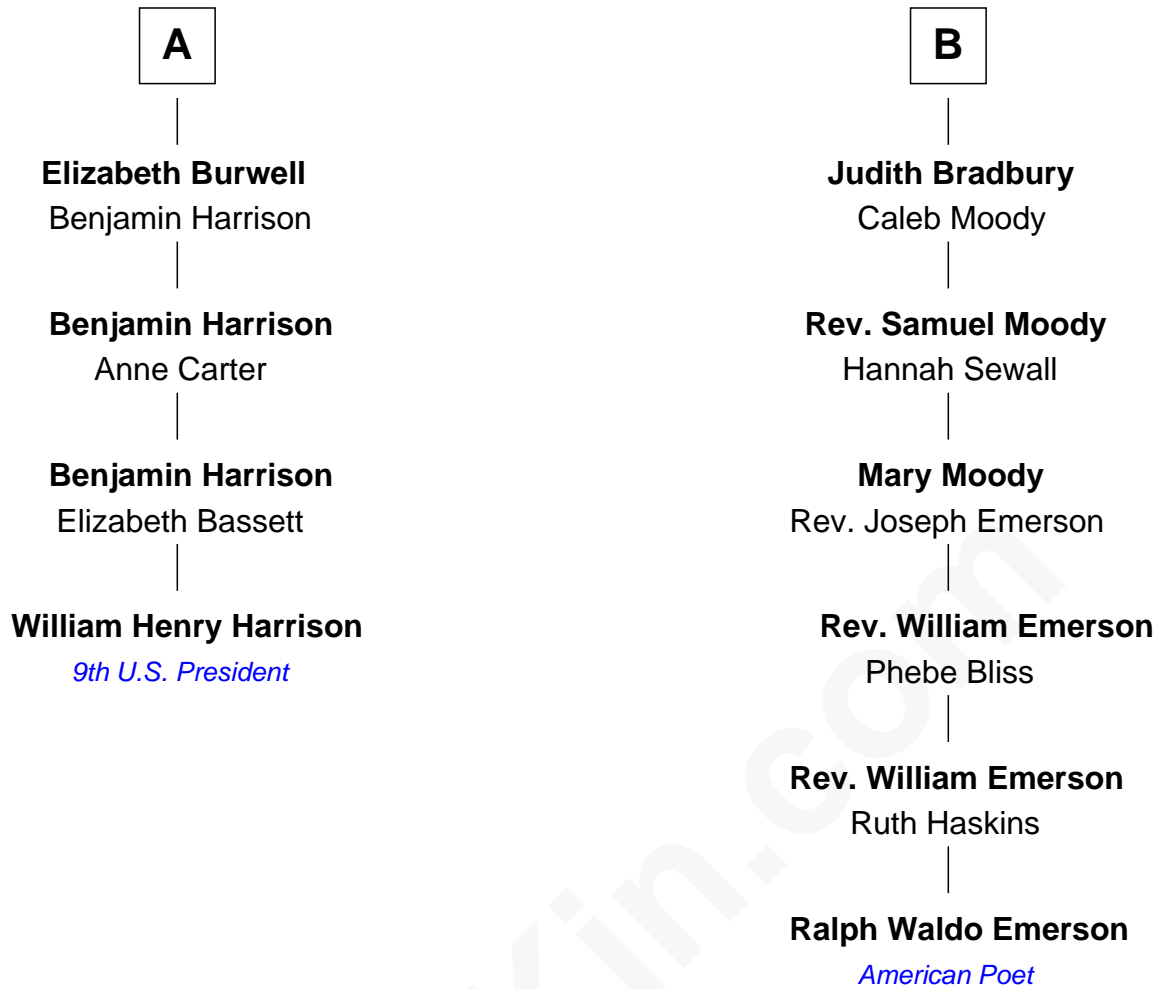 A
Elizabeth Burwell
Benjamin Harrison
Benjamin Harrison
Anne Carter
Benjamin Harrison
Elizabeth Bassett
William Henry Harrison
9th U.S. President
B
Judith Bradbury
Caleb Moody
Rev. Samuel Moody
Hannah Sewall
Mary Moody
Rev. Joseph Emerson
Rev. William Emerson
Phebe Bliss
Rev. William Emerson
Ruth Haskins
Ralph Waldo Emerson
American Poet
Kin.com